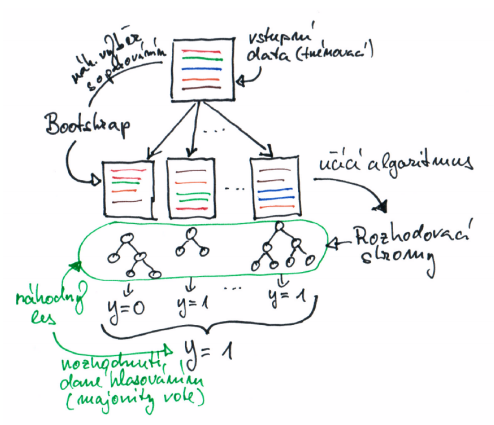 náh. výběr
s opakováním
vstupní
data (trénovací)
Bootstrap
...
...
učící algoritmus
Rozhodovací
stromy
náhodný
les
y=0
y=1
...
y=1
y = 1
rozhodnutí
dané hlasováním
(majority vote)